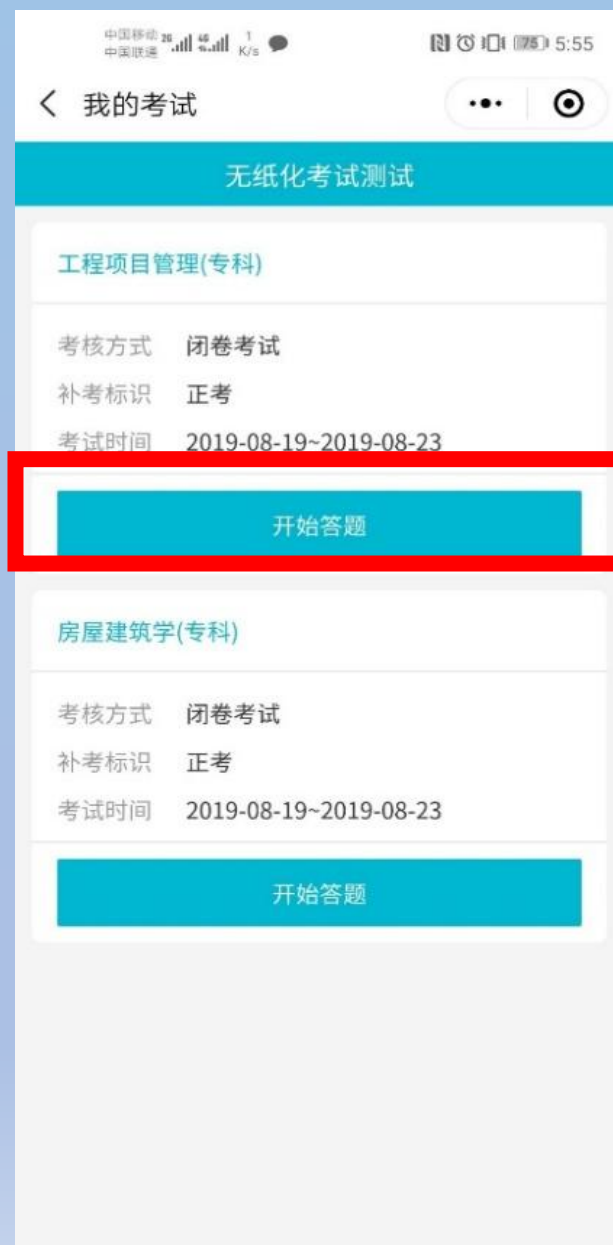 中国移动 2G 4G 1 K/s 75 5:55
中国联通
我的考试
无纸化考试测试
工程项目管理(专科)
考核方式 闭卷考试
补考标识 正考
考试时间 2019-08-19~2019-08-23
开始答题
房屋建筑学(专科)
考核方式 闭卷考试
补考标识 正考
考试时间 2019-08-19~2019-08-23
开始答题